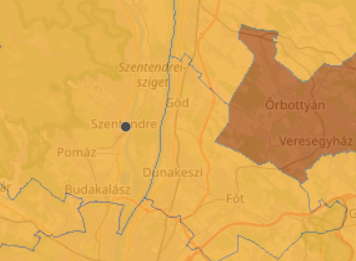 Szentendrei-
sziget
Göd
Őrbottyán
Szentendre
Veresegyház
Pomáz
Dunakeszi
Budakalász
Fót